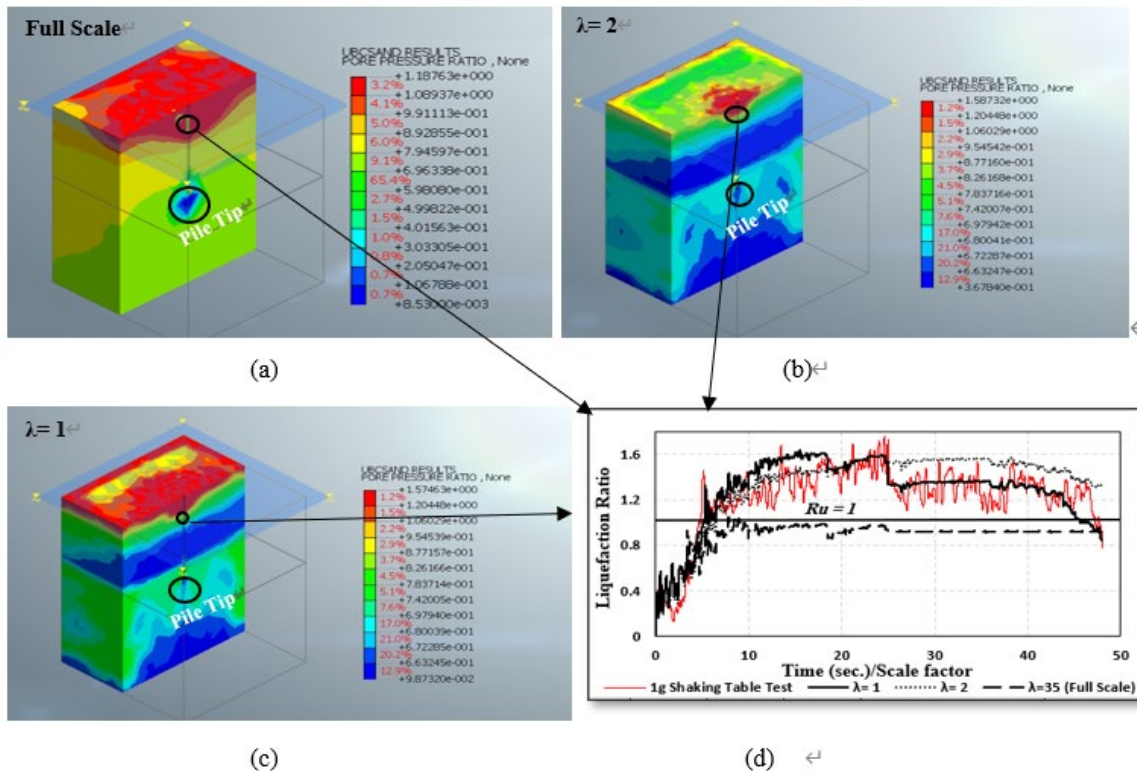 Full Scale↵
UBCSAND RESULTS
PORE PRESSURE RATIO , None
+1.18763e+000
3.2%
+1.08937e+000
4.1%
+9.91113e-001
5.0%
+8.92855e-001
6.0%
+7.94597e-001
9.1%
+6.96338e-001
65.4%
+5.98080e-001
2.7%
+4.99822e-001
1.5%
+4.01563e-001
1.0%
+3.03305e-001
0.8%
+2.05047e-001
0.7%
+1.06788e-001
0.7%
+8.53000e-003
Pile Tip↵
(a)
λ= 2↵
UBCSAND RESULTS
PORE PRESSURE RATIO , None
+1.58732e+000
1.2%
+1.20448e+000
1.5%
+1.06029e+000
2.2%
+9.54542e-001
2.9%
+8.77160e-001
3.7%
+8.26168e-001
4.5%
+7.83716e-001
5.1%
+7.42007e-001
7.6%
+6.97942e-001
17.0%
+6.80041e-001
21.0%
+6.72287e-001
20.2%
+6.63247e-001
12.9%
+3.67840e-001
Pile Tip↵
↵
(b)↵
λ= 1↵
UBCSAND RESULTS
PORE PRESSURE RATIO , None
+1.57463e+000
1.2%
+1.20448e+000
1.5%
+1.06029e+000
2.2%
+9.54539e-001
2.9%
+8.77157e-001
3.7%
+8.26166e-001
4.5%
+7.83714e-001
5.1%
+7.42005e-001
7.6%
+6.97940e-001
17.0%
+6.80039e-001
21.0%
+6.72285e-001
20.2%
+6.63245e-001
12.9%
+9.87320e-002
Pile Tip↵
(c)
Liquefaction Ratio
1.6
1.2
0.8
0.4
0
Ru = 1
0 10 20 30 40 50
Time (sec.)/Scale factor
1g Shaking Table Test λ= 1 λ= 2 λ=35 (Full Scale)
(d) ↵